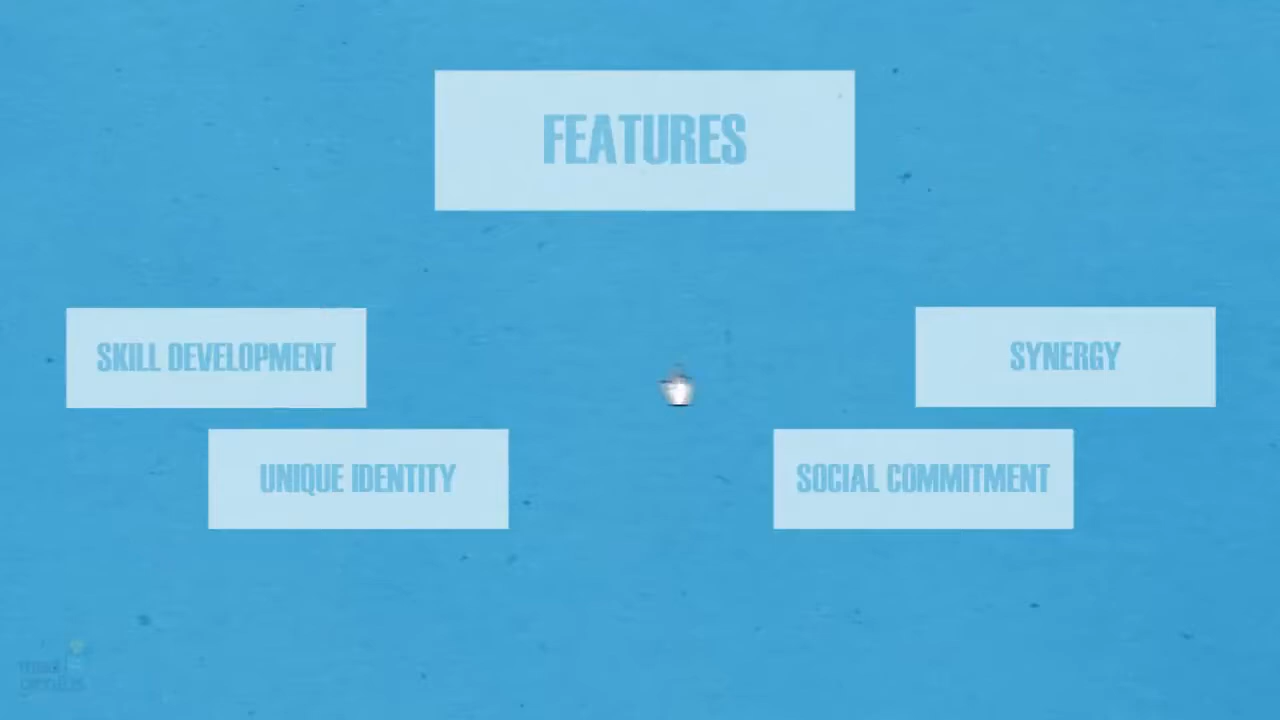 FEATURES
SKILL DEVELOPMENT
SYNERGY
UNIQUE IDENTITY
SOCIAL COMMITMENT